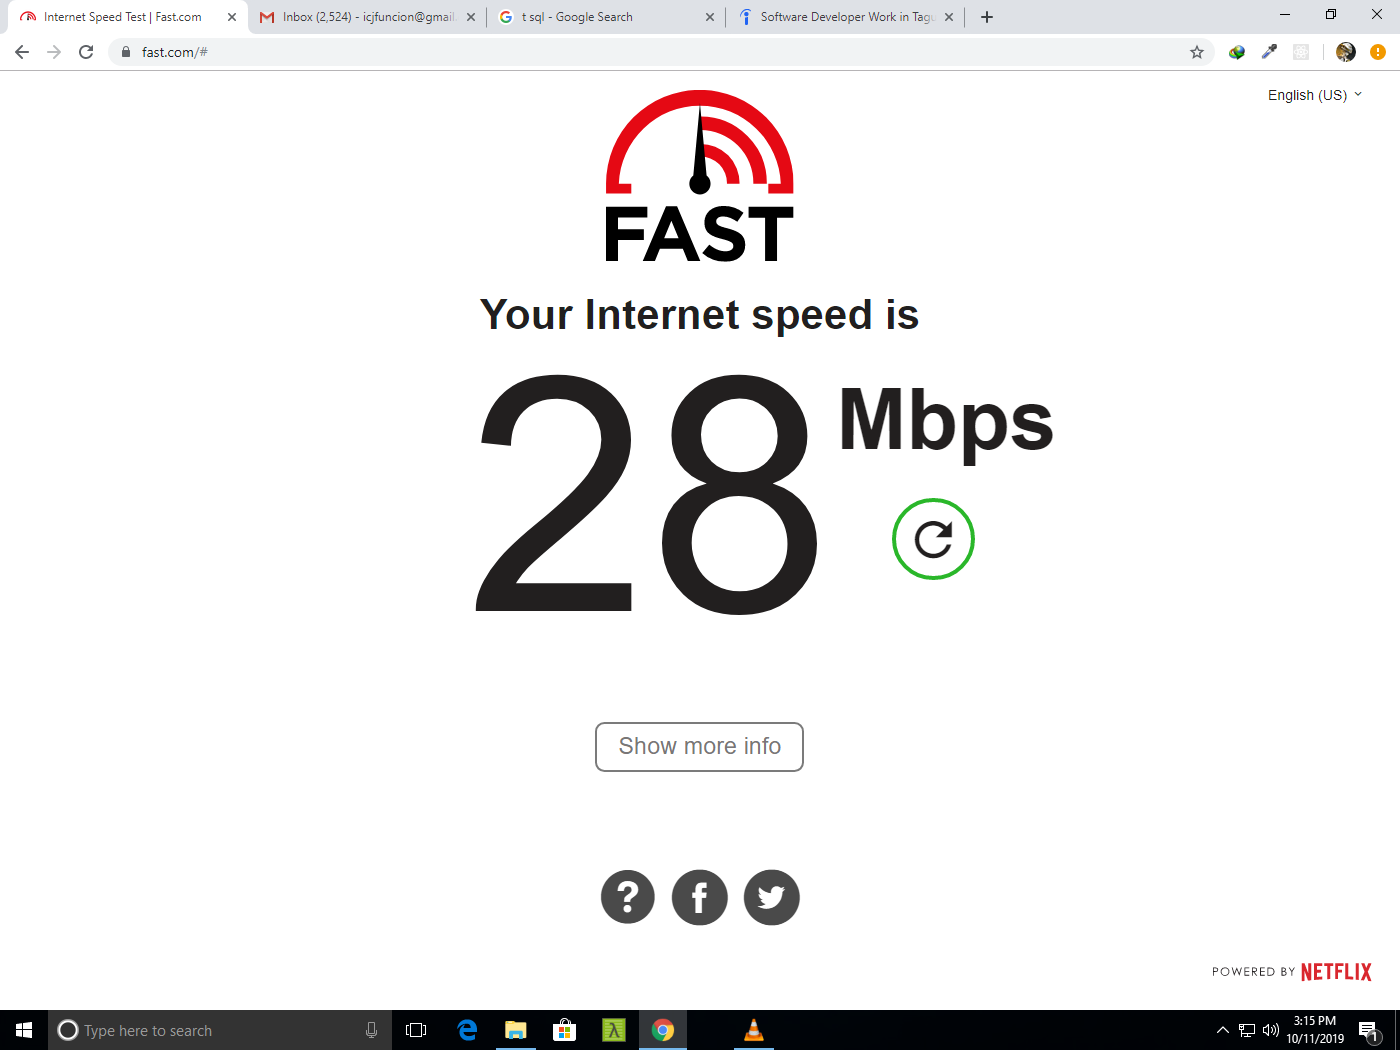 Internet Speed Test | Fast.com
Inbox (2,524) - icjfuncion@gmail.
t sql - Google Search
Software Developer Work in Tagu
fast.com/#
English (US)
FAST
Your Internet speed is
28 Mbps
Show more info
POWERED BY NETFLIX
Type here to search
3:15 PM
10/11/2019
1